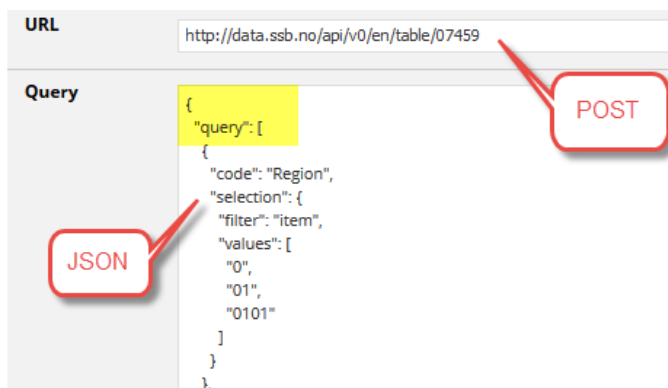 URL
http://data.ssb.no/api/v0/en/table/07459
POST
Query
{
"query": [
{
"code": "Region",
"selection": {
"filter": "item",
"values": [
"0",
"01",
"0101"
]
}
},
JSON